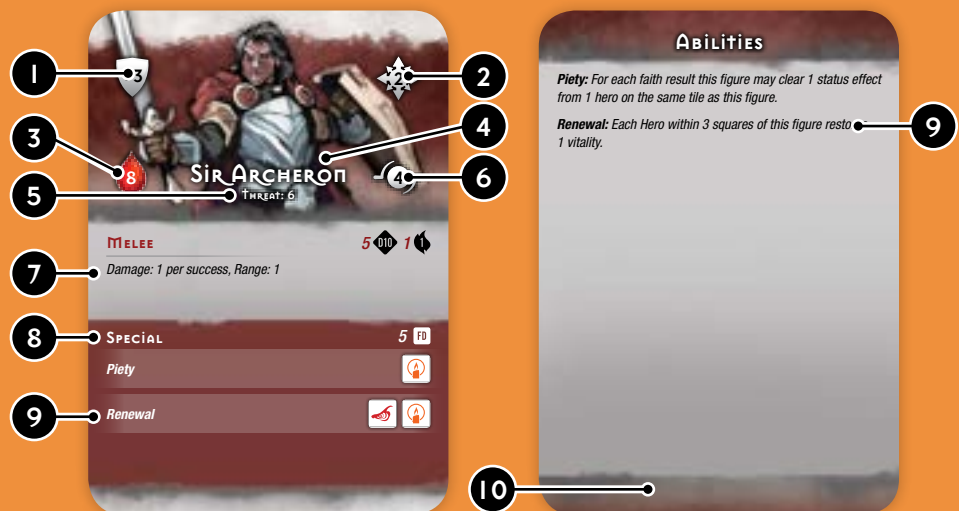 Abilities
1
3
2
Piety: For each faith result this figure may clear 1 status effect
from 1 hero on the same tile as this figure.
3
4
Renewal: Each Hero within 3 squares of this figure
9
1 vitality.
8
Sir Archeron
4
6
5
Threat: 6
Melee
5 D10 1 1
7
Damage: 1 per success, Range: 1
8
Special
5 FD
Piety
9
Renewal
10